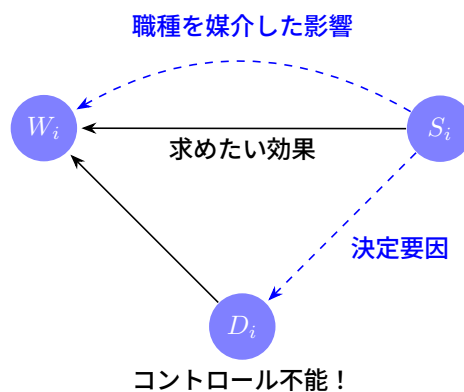 職種を媒介した影響
W_i
S_i
求めたい効果
決定要因
D_i
コントロール不能！